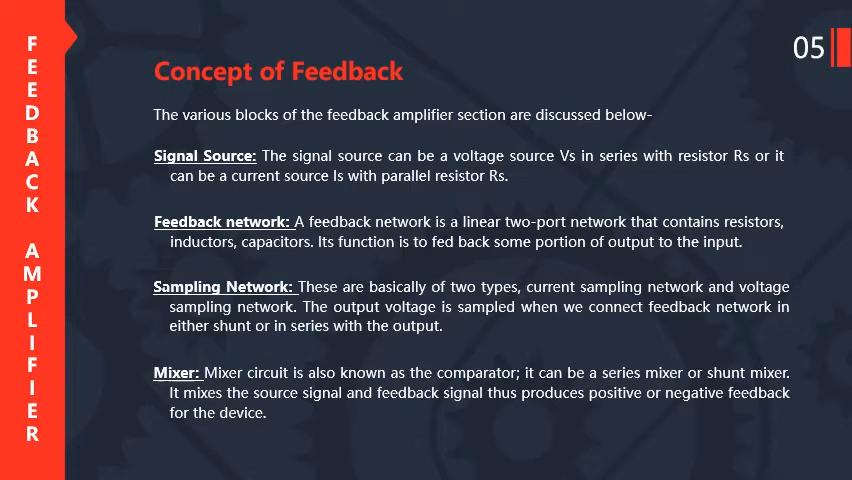 FEEDBACK AMPLIFIER
05
Concept of Feedback
The various blocks of the feedback amplifier section are discussed below-
Signal Source: The signal source can be a voltage source Vs in series with resistor Rs or it
can be a current source Is with parallel resistor Rs.
Feedback network: A feedback network is a linear two-port network that contains resistors,
inductors, capacitors. Its function is to fed back some portion of output to the input.
Sampling Network: These are basically of two types, current sampling network and voltage
sampling network. The output voltage is sampled when we connect feedback network in
either shunt or in series with the output.
Mixer: Mixer circuit is also known as the comparator; it can be a series mixer or shunt mixer.
It mixes the source signal and feedback signal thus produces positive or negative feedback
for the device.